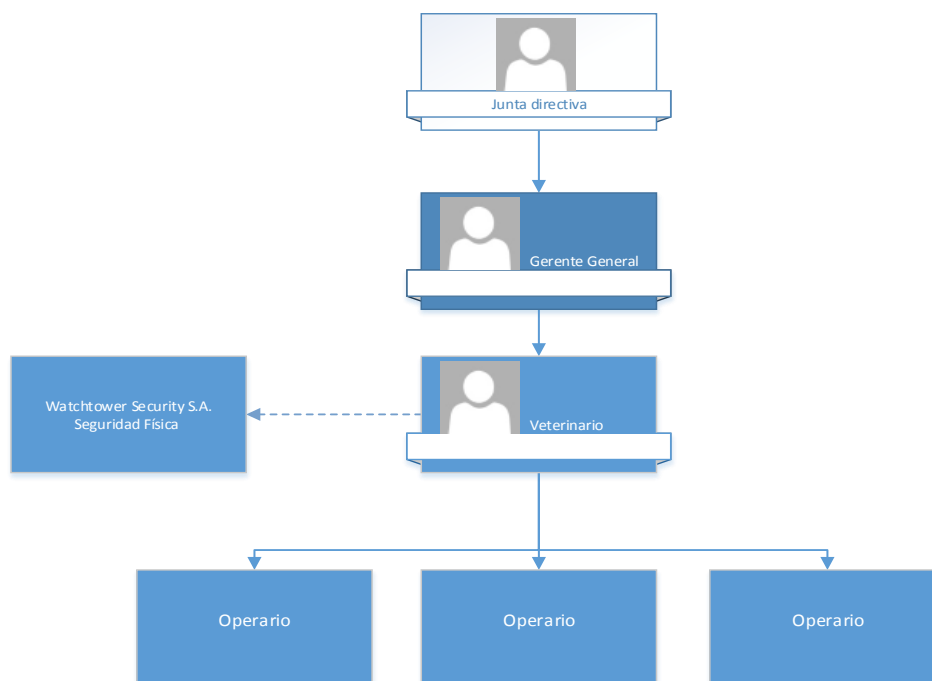 Junta directiva
Gerente General
Watchtower Security S.A.
Seguridad Física
Veterinario
Operario
Operario
Operario